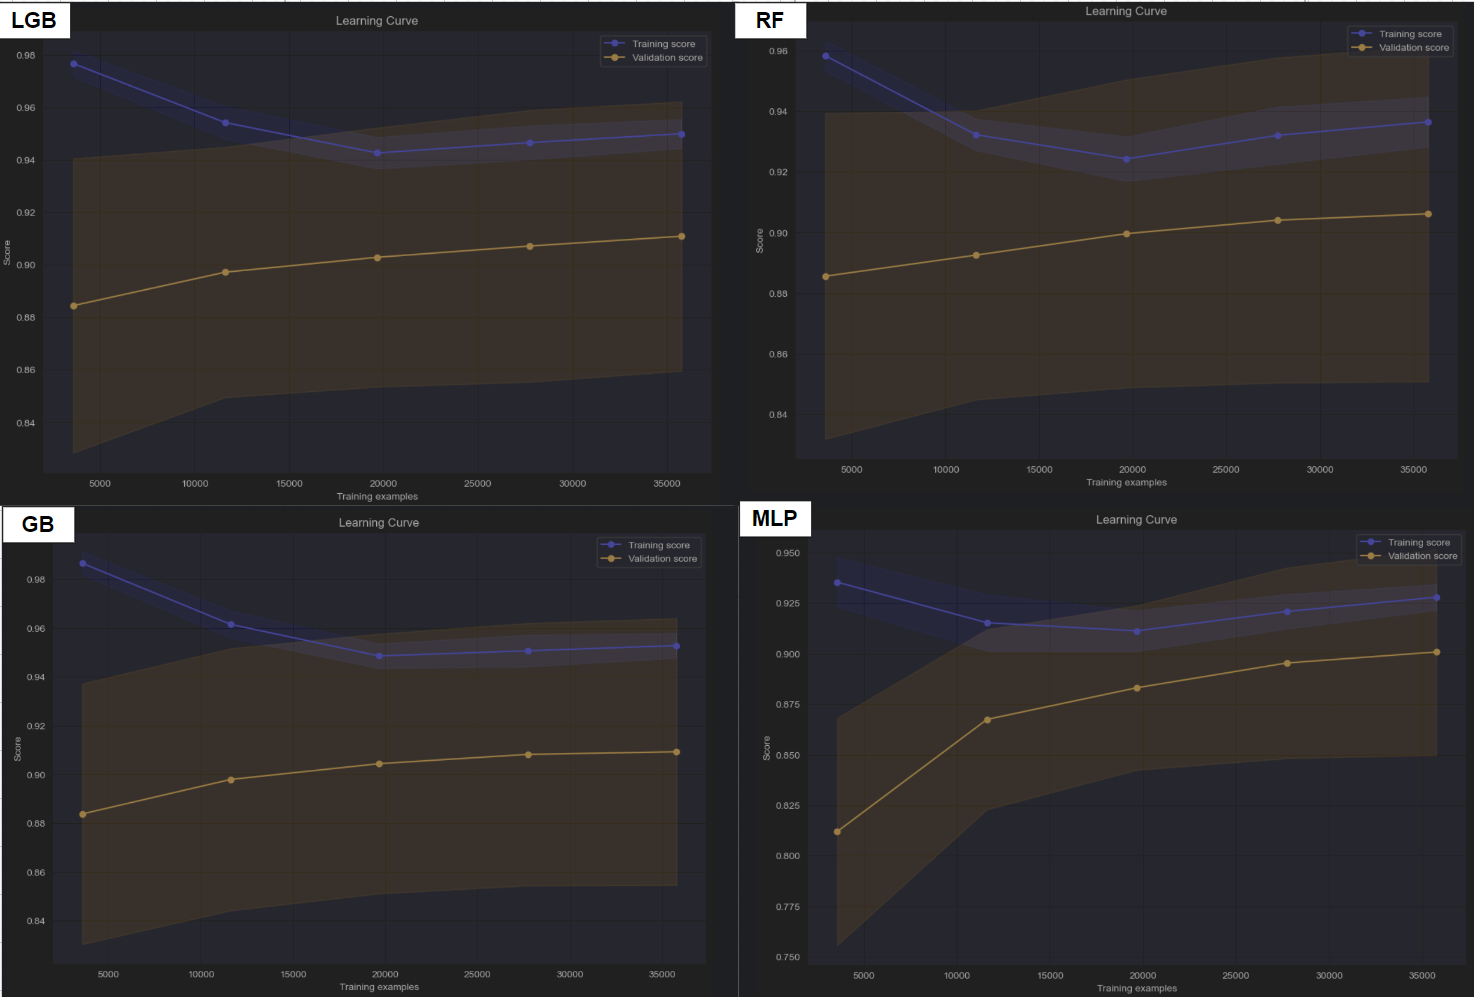 LGB
Learning Curve
Training score
Validation score
0.98
0.96
0.94
0.92
0.90
0.88
0.86
0.84
Score
5000 10000 15000 20000 25000 30000 35000
Training examples
RF
Learning Curve
Training score
Validation score
0.96
0.94
0.92
0.90
0.88
0.86
0.84
Score
5000 10000 15000 20000 25000 30000 35000
Training examples
GB
Learning Curve
Training score
Validation score
0.98
0.96
0.94
0.92
0.90
0.88
0.86
0.84
Score
5000 10000 15000 20000 25000 30000 35000
Training examples
MLP
Learning Curve
Training score
Validation score
0.950
0.925
0.900
0.875
0.850
0.825
0.800
0.775
0.750
Score
5000 10000 15000 20000 25000 30000 35000
Training examples